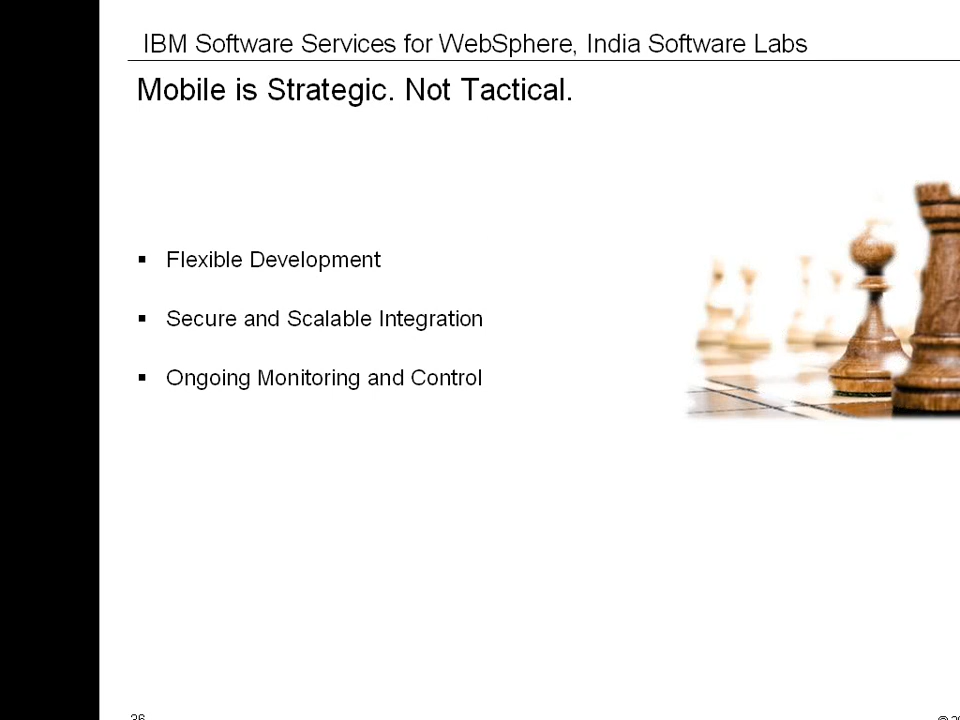 IBM Software Services for WebSphere, India Software Labs
Mobile is Strategic. Not Tactical.
▪ Flexible Development
▪ Secure and Scalable Integration
▪ Ongoing Monitoring and Control
36